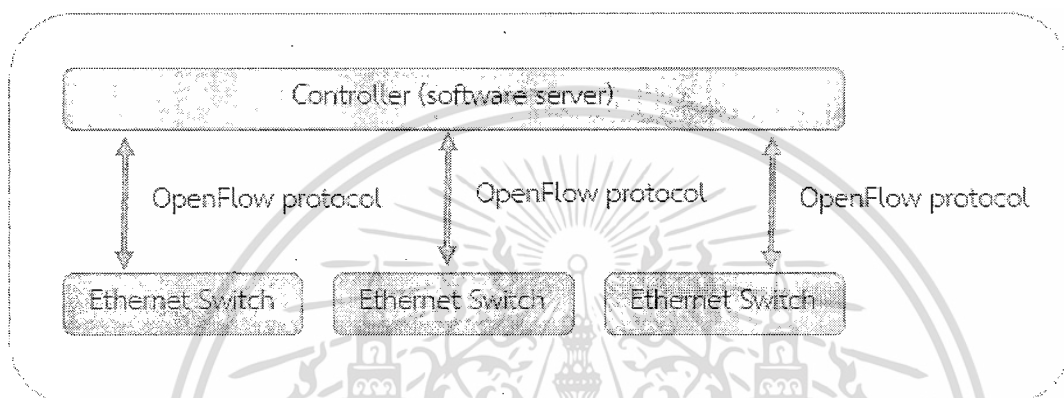 Controller (software server)
OpenFlow protocol
OpenFlow protocol
OpenFlow protocol
Ethernet Switch
Ethernet Switch
Ethernet Switch